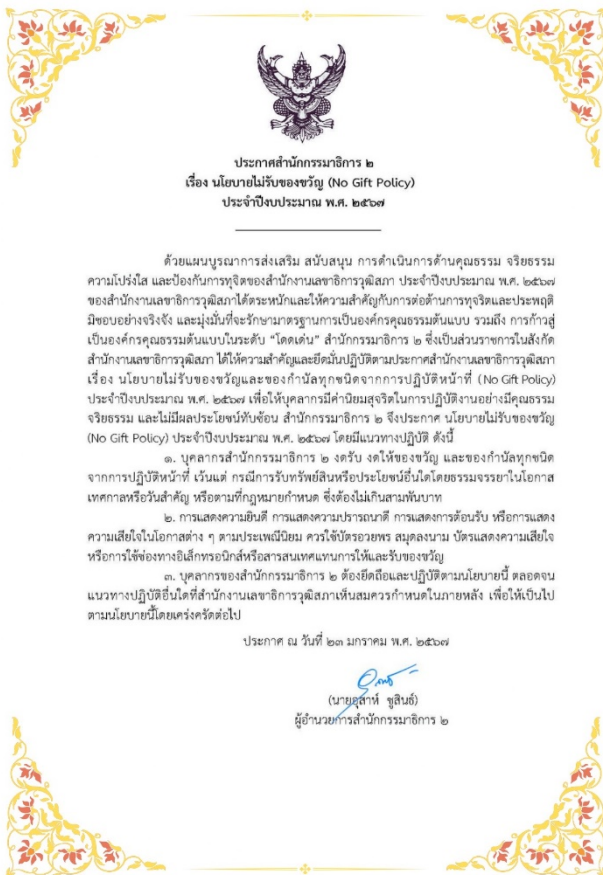 ประกาศสำนักกรรมาธิการ ๒
เรื่อง นโยบายไม่รับของขวัญ (No Gift Policy)
ประจำปีงบประมาณ พ.ศ. ๒๕๖๗
ด้วยแผนบูรณาการส่งเสริม สนับสนุน การดำเนินการด้านคุณธรรม จริยธรรม
ความโปร่งใส และป้องกันการทุจริตของสำนักงานเลขาธิการวุฒิสภา ประจำปีงบประมาณ พ.ศ. ๒๕๖๗
ของสำนักงานเลขาธิการวุฒิสภาได้ตระหนักและให้ความสำคัญกับการต่อต้านการทุจริตและประพฤติ
มิชอบอย่างจริงจัง และมุ่งมั่นที่จะรักษามาตรฐานการเป็นองค์กรคุณธรรมต้นแบบ รวมถึง การก้าวสู่
เป็นองค์กรคุณธรรมต้นแบบในระดับ “โดดเด่น” สำนักกรรมาธิการ ๒ ซึ่งเป็นส่วนราชการในสังกัด
สำนักงานเลขาธิการวุฒิสภา ได้ให้ความสำคัญและยึดมั่นปฏิบัติตามประกาศสำนักงานเลขาธิการวุฒิสภา
เรื่อง นโยบายไม่รับของขวัญและของกำนัลทุกชนิดจากการปฏิบัติหน้าที่ (No Gift Policy)
ประจำปีงบประมาณ พ.ศ. ๒๕๖๗ เพื่อให้บุคลากรมีค่านิยมสุจริตในการปฏิบัติงานอย่างมีคุณธรรม
จริยธรรม และไม่มีผลประโยชน์ทับซ้อน สำนักกรรมาธิการ ๒ จึงประกาศ นโยบายไม่รับของขวัญ
(No Gift Policy) ประจำปีงบประมาณ พ.ศ. ๒๕๖๗ โดยมีแนวทางปฏิบัติ ดังนี้
๑. บุคลากรสำนักกรรมาธิการ ๒ งดรับ งดให้ของขวัญ และของกำนัลทุกชนิด
จากการปฏิบัติหน้าที่ เว้นแต่ กรณีการรับทรัพย์สินหรือประโยชน์อื่นใดโดยธรรมจรรยาในโอกาส
เทศกาลหรือวันสำคัญ หรือตามที่กฎหมายกำหนด ซึ่งต้องไม่เกินสามพันบาท
๒. การแสดงความยินดี การแสดงความปรารถนาดี การแสดงการต้อนรับ หรือการแสดง
ความเสียใจในโอกาสต่าง ๆ ตามประเพณีนิยม ควรใช้บัตรอวยพร สมุดลงนาม บัตรแสดงความเสียใจ
หรือการใช้ช่องทางอิเล็กทรอนิกส์หรือสารสนเทศแทนการให้และรับของขวัญ
๓. บุคลากรของสำนักกรรมาธิการ ๒ ต้องยึดถือและปฏิบัติตามนโยบายนี้ ตลอดจน
แนวทางปฏิบัติอื่นใดที่สำนักงานเลขาธิการวุฒิสภาเห็นสมควรกำหนดในภายหลัง เพื่อให้เป็นไป
ตามนโยบายนี้โดยเคร่งครัดต่อไป
ประกาศ ณ วันที่ ๒๓ มกราคม พ.ศ. ๒๕๖๗
(นายอุสาห์ ชูสินธ์)
ผู้อำนวยการสำนักกรรมาธิการ ๒